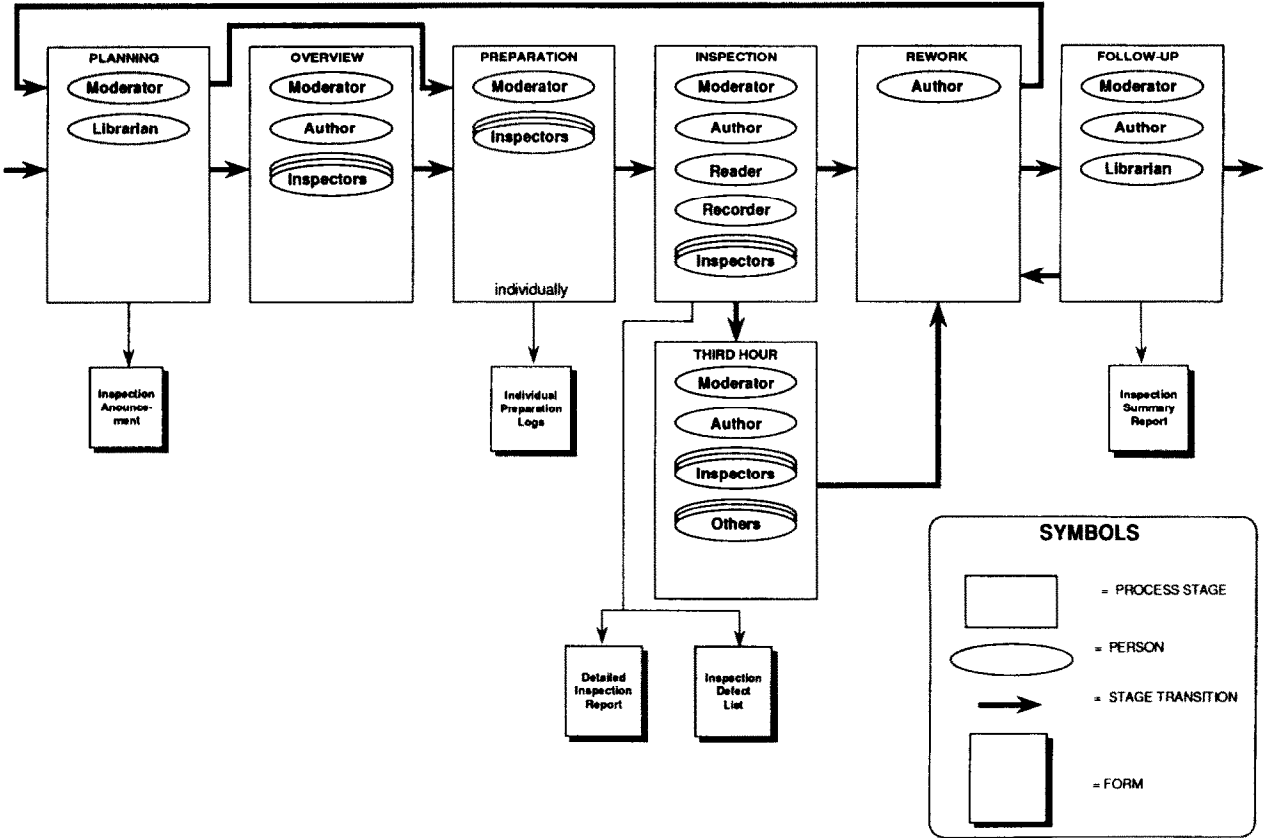 PLANNING
Moderator
Librarian
OVERVIEW
Moderator
Author
Inspectors
PREPARATION
Moderator
Inspectors
individually
INSPECTION
Moderator
Author
Reader
Recorder
Inspectors
REWORK
Author
FOLLOW-UP
Moderator
Author
Librarian
Inspection
Anounce-
ment
Individual
Preparation
Logs
THIRD HOUR
Moderator
Author
Inspectors
Others
Inspection
Summary
Report
Detailed
Inspection
Report
Inspection
Defect
List
SYMBOLS
= PROCESS STAGE
= PERSON
= STAGE TRANSITION
= FORM